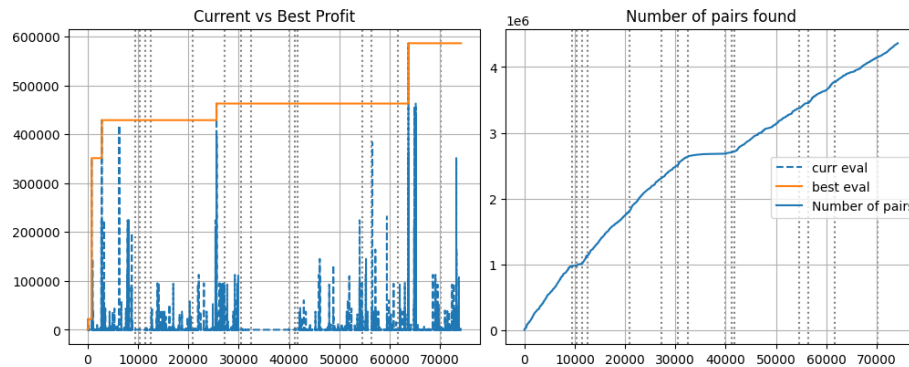 Current vs Best Profit
600000
500000
400000
300000
200000
100000
0
0 10000 20000 30000 40000 50000 60000 70000
Number of pairs found
1e6
4
3
2
1
0
curr eval
best eval
Number of pairs
0 10000 20000 30000 40000 50000 60000 70000